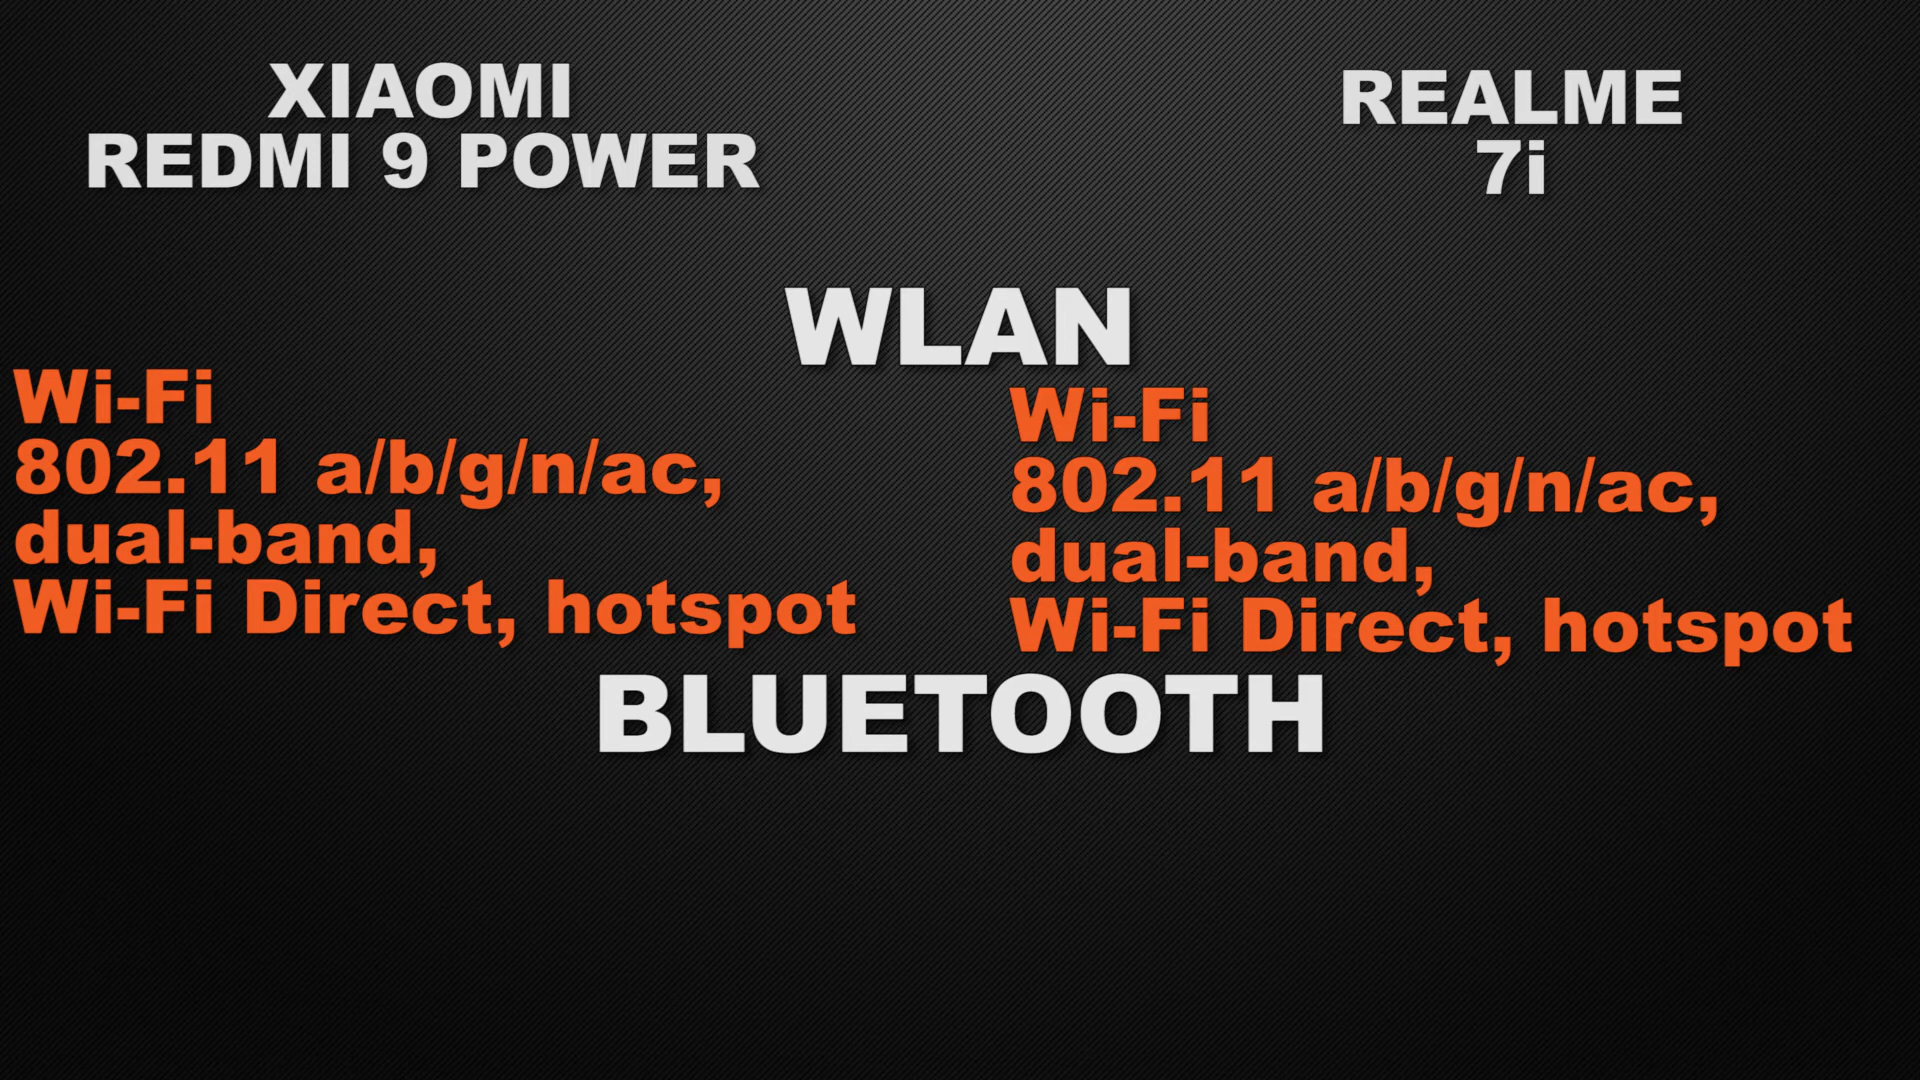 XIAOMI
REDMI 9 POWER
REALME
7i
WLAN
Wi-Fi
802.11 a/b/g/n/ac,
dual-band,
Wi-Fi Direct, hotspot
Wi-Fi
802.11 a/b/g/n/ac,
dual-band,
Wi-Fi Direct, hotspot
BLUETOOTH